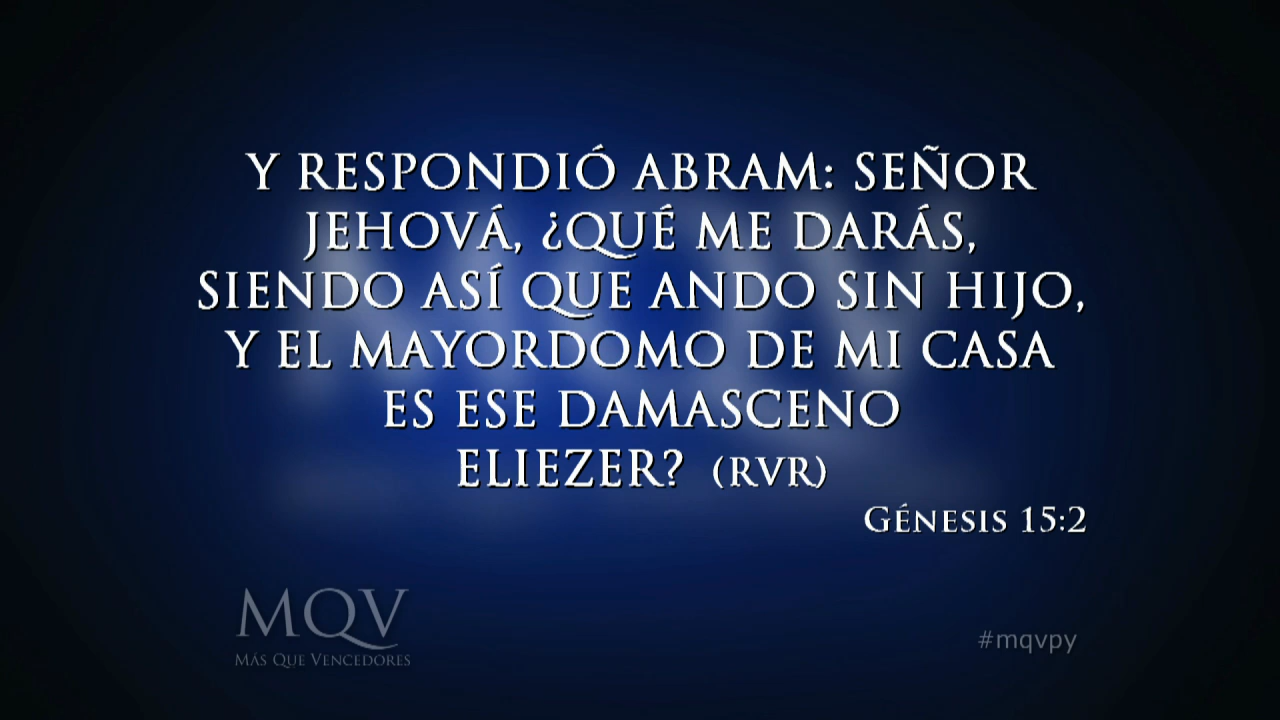 Y RESPONDIÓ ABRAM: SEÑOR
JEHOVÁ, ¿QUÉ ME DARÁS,
SIENDO ASÍ QUE ANDO SIN HIJO,
Y EL MAYORDOMO DE MI CASA
ES ESE DAMASCENO
ELIEZER? (RVR)
GÉNESIS 15:2
MQV
MÁS QUE VENCEDORES
#mqvpy